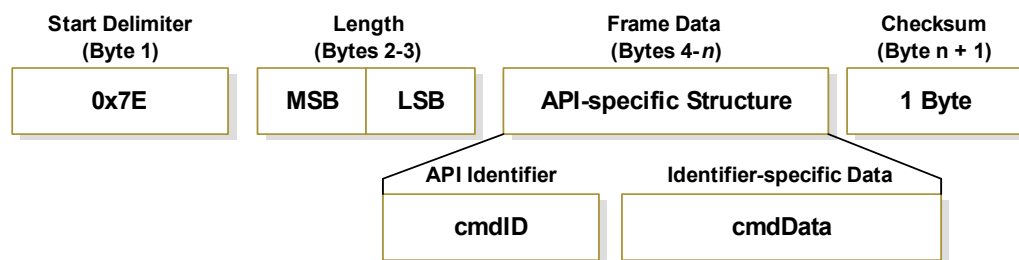 Start Delimiter
(Byte 1)
Length
(Bytes 2-3)
Frame Data
(Bytes 4-n)
Checksum
(Byte n + 1)
0x7E
MSB
LSB
API-specific Structure
1 Byte
API Identifier
Identifier-specific Data
cmdID
cmdData